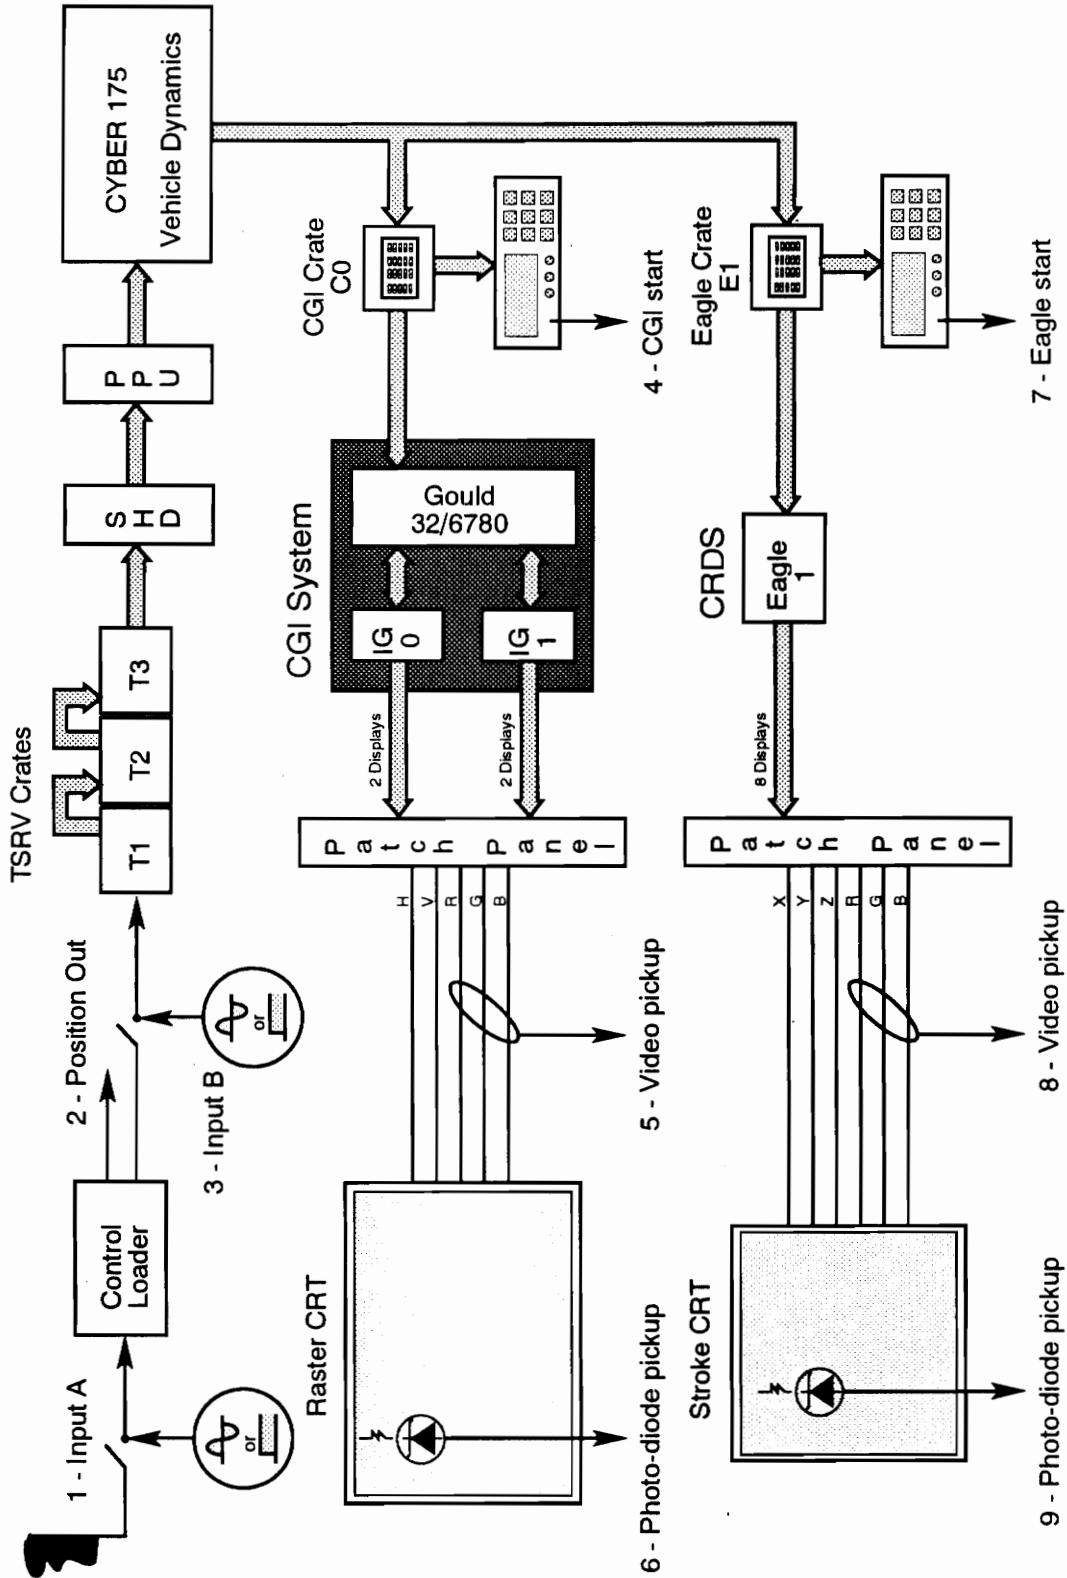 1 - Input A
or
Control
Loader
2 - Position Out
3 - Input B
or
TSRV Crates
T1
T2
T3
S
H
D
P
P
U
CYBER 175
Vehicle Dynamics
Raster CRT
6 - Photo-diode pickup
H
V
R
G
B
5 - Video pickup
Patch Panel
2 Displays
2 Displays
CGI System
IG
0
IG
1
Gould
32/6780
CGI Crate
C0
4 - CGI start
Stroke CRT
9 - Photo-diode pickup
X
Y
Z
R
G
B
8 - Video pickup
Patch Panel
8 Displays
CRDS
Eagle
1
Eagle Crate
E1
7 - Eagle start